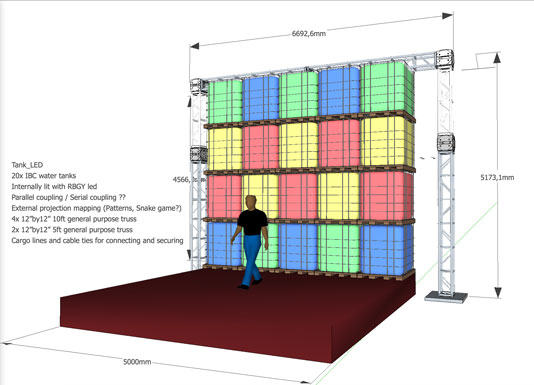 6692,6mm
Tank_LED
20x IBC water tanks
Internally lit with RBGY led
Parallel coupling / Serial coupling ??
External projection mapping (Patterns, Snake game?)
4x 12"by12" 10ft general purpose truss
2x 12"by12" 5ft general purpose truss
Cargo lines and cable ties for connecting and securing
4566,
5173,1mm
5000mm